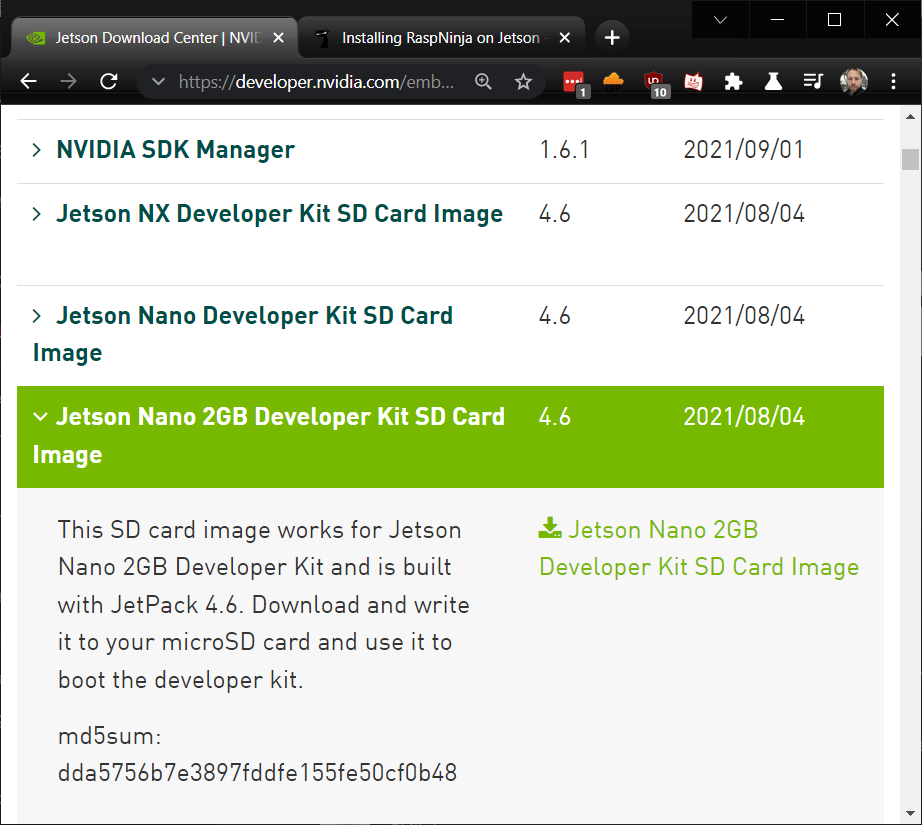 Jetson Download Center | NVID
Installing RaspNinja on Jetson -
https://developer.nvidia.com/emb...
1
10
NVIDIA SDK Manager 1.6.1 2021/09/01
Jetson NX Developer Kit SD Card Image 4.6 2021/08/04
Jetson Nano Developer Kit SD Card 4.6 2021/08/04
Image
Jetson Nano 2GB Developer Kit SD Card 4.6 2021/08/04
Image
This SD card image works for Jetson
Nano 2GB Developer Kit and is built
with JetPack 4.6. Download and write
it to your microSD card and use it to
boot the developer kit.
md5sum:
dda5756b7e3897fddfe155fe50cf0b48
Jetson Nano 2GB
Developer Kit SD Card Image